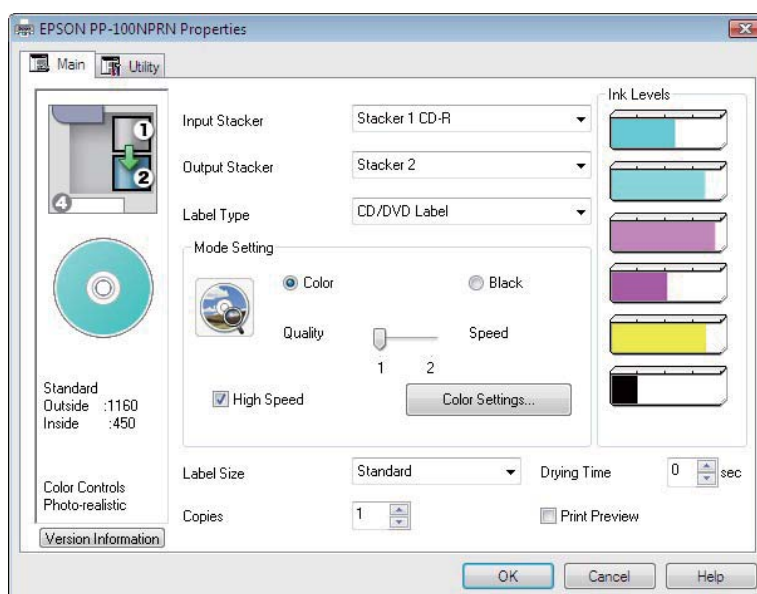 EPSON PP-100NPRN Properties
Main
Utility
1
2
4
Standard
Outside :1160
Inside :450
Color Controls
Photo-realistic
Version Information
Input Stacker
Stacker 1 CD-R
Output Stacker
Stacker 2
Label Type
CD/DVD Label
Mode Setting
Color
Black
Quality
Speed
1 2
High Speed
Color Settings...
Label Size
Standard
Drying Time
0
sec
Copies
1
Print Preview
Ink Levels
OK
Cancel
Help